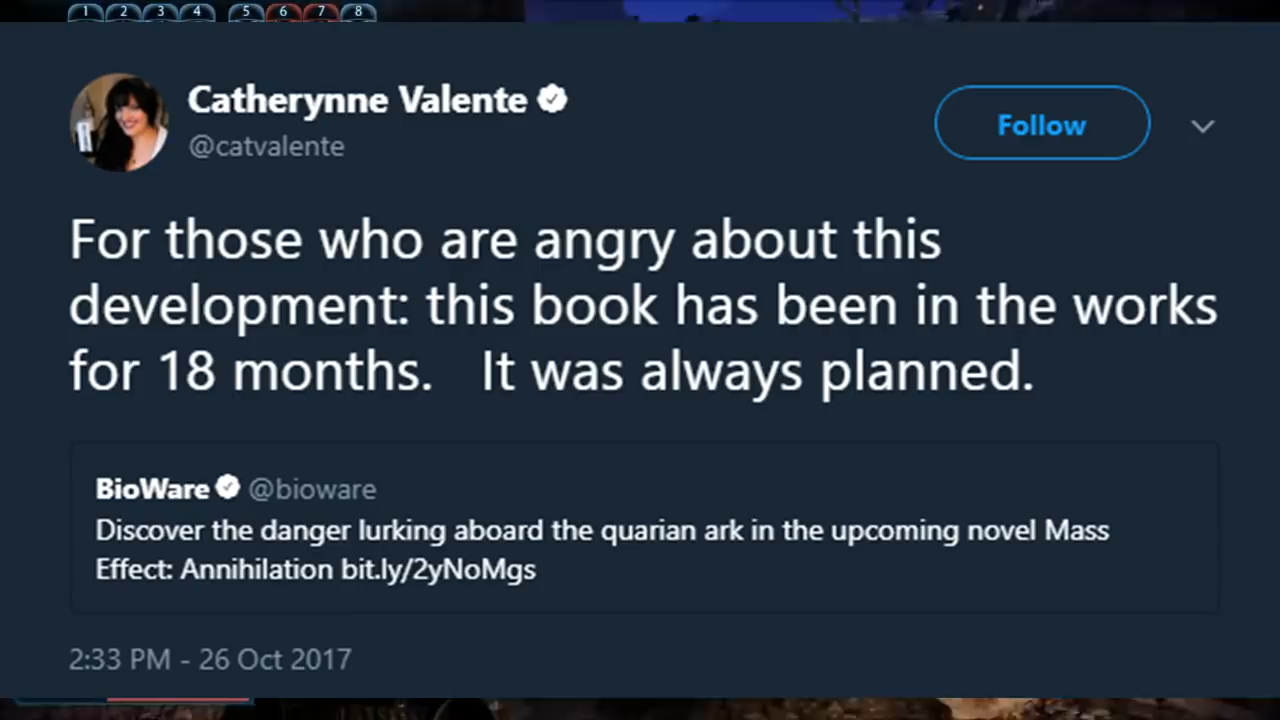 1 2 3 4 5 6 7 8
Catherynne Valente
@catvalente
Follow
For those who are angry about this
development: this book has been in the works
for 18 months. It was always planned.
BioWare @bioware
Discover the danger lurking aboard the quarian ark in the upcoming novel Mass
Effect: Annihilation bit.ly/2yNoMgs
2:33 PM - 26 Oct 2017